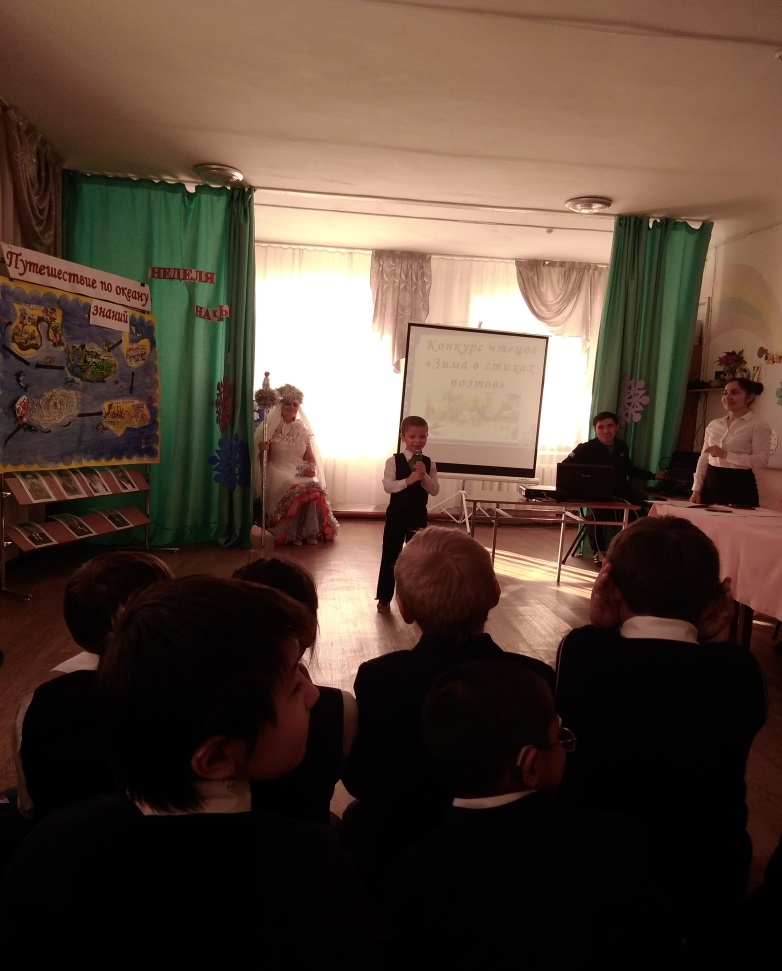 Путешествие по океану
знаний
НЕДЕЛЯ
Конкурс чтецов
«Зима в стихах
поэтов»